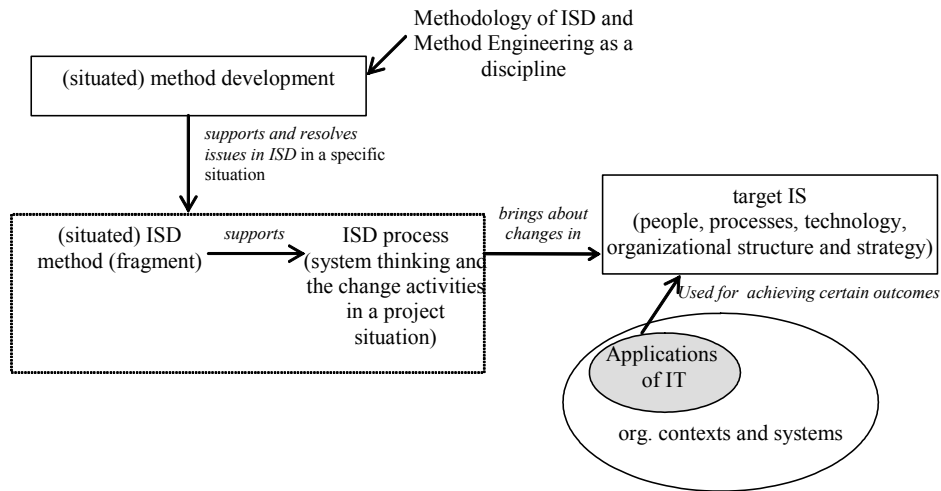 Methodology of ISD and
Method Engineering as a
discipline
(situated) method development
supports and resolves
issues in ISD in a specific
situation
(situated) ISD
method (fragment)
supports
ISD process
(system thinking and
the change activities
in a project
situation)
brings about
changes in
target IS
(people, processes, technology,
organizational structure and strategy)
Used for achieving certain outcomes
Applications
of IT
org. contexts and systems